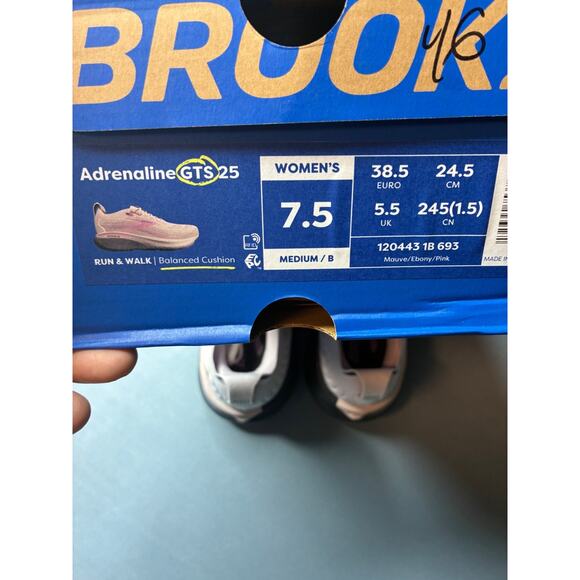 BROOK
46
Adrenaline GTS 25
RUN & WALK | Balanced Cushion
WOMEN'S
7.5
MEDIUM / B
38.5 24.5
EURO CM
5.5 245(1.5)
UK CN
120443 1B 693
Mauve/Ebony/Pink
MADE IN